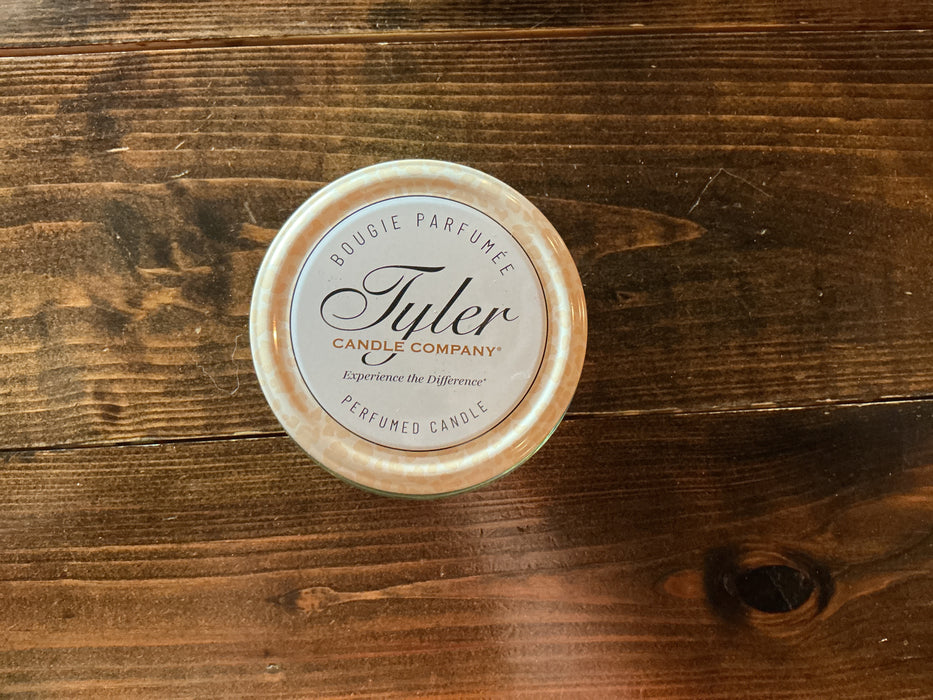 BOUGIE PARFUMÉE
Tyler
CANDLE COMPANY®
Experience the Difference®
PERFUMED CANDLE